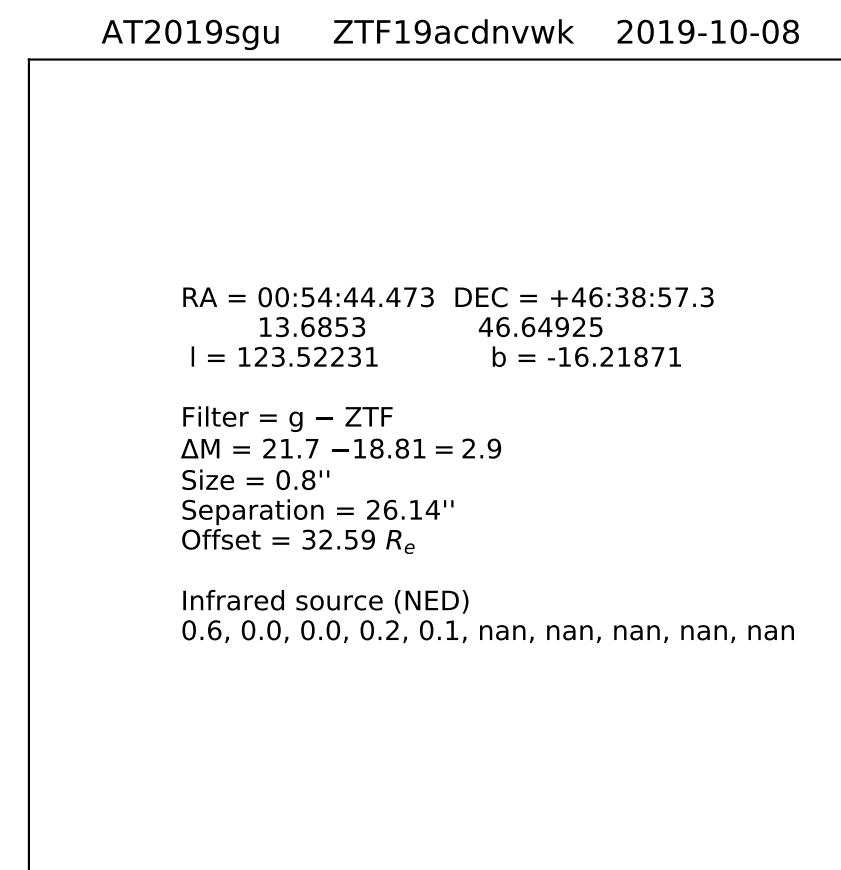 AT2019sgu ZTF19acdnvwk 2019-10-08
RA = 00:54:44.473 DEC = +46:38:57.3
13.6853 46.64925
l = 123.52231 b = -16.21871
Filter = g − ZTF
ΔM = 21.7 −18.81 = 2.9
Size = 0.8''
Separation = 26.14''
Offset = 32.59 Re
Infrared source (NED)
0.6, 0.0, 0.0, 0.2, 0.1, nan, nan, nan, nan, nan